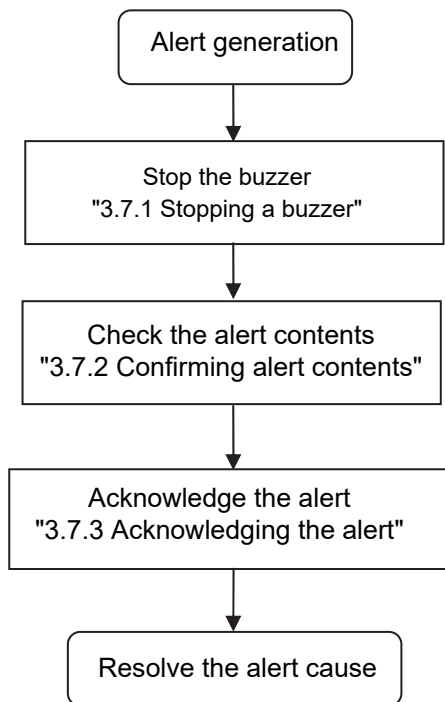 Alert generation
Stop the buzzer
"3.7.1 Stopping a buzzer"
Check the alert contents
"3.7.2 Confirming alert contents"
Acknowledge the alert
"3.7.3 Acknowledging the alert"
Resolve the alert cause